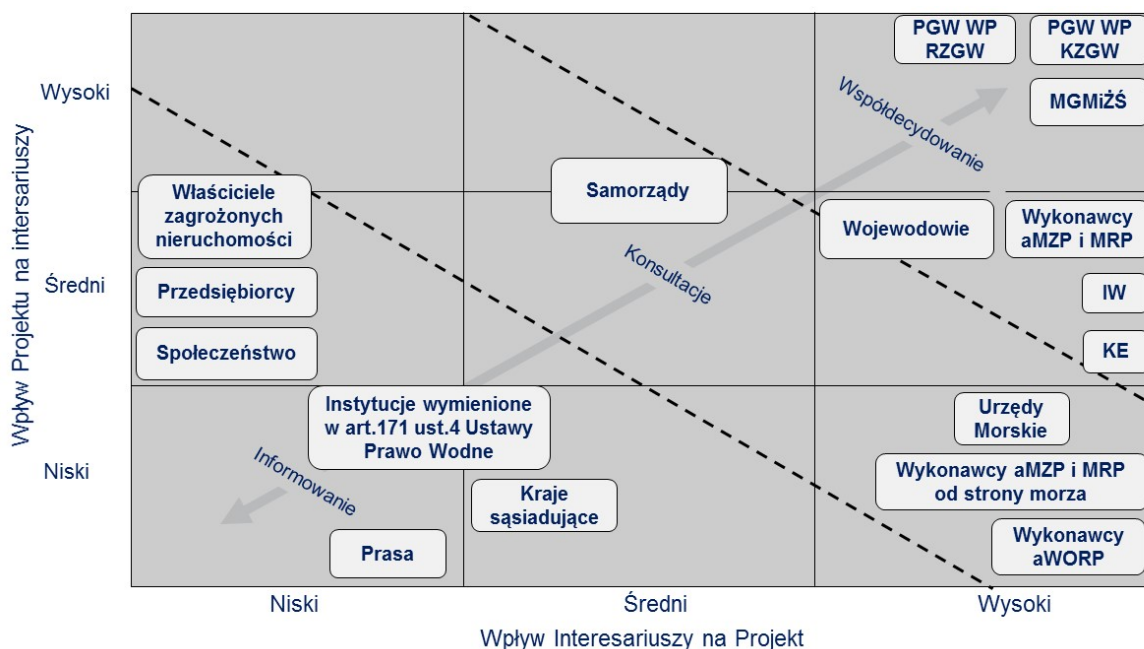 PGW WP
RZGW
PGW WP
KZGW
Wysoki
MGMiŻŚ
Współdecydowanie
Wpływ Projektu na intersariuszy
Właściciele
zagrożonych
nieruchomości
Samorządy
Wojewodowie
Wykonawcy
aMZP i MRP
Konsultacje
Średni
Przedsiębiorcy
IW
Społeczeństwo
KE
Instytucje wymienione
w art.171 ust.4 Ustawy
Prawo Wodne
Urzędy
Morskie
Niski
Informowanie
Kraje
sąsiadujące
Wykonawcy aMZP i MRP
od strony morza
Prasa
Wykonawcy
aWORP
Niski
Średni
Wysoki
Wpływ Interesariuszy na Projekt